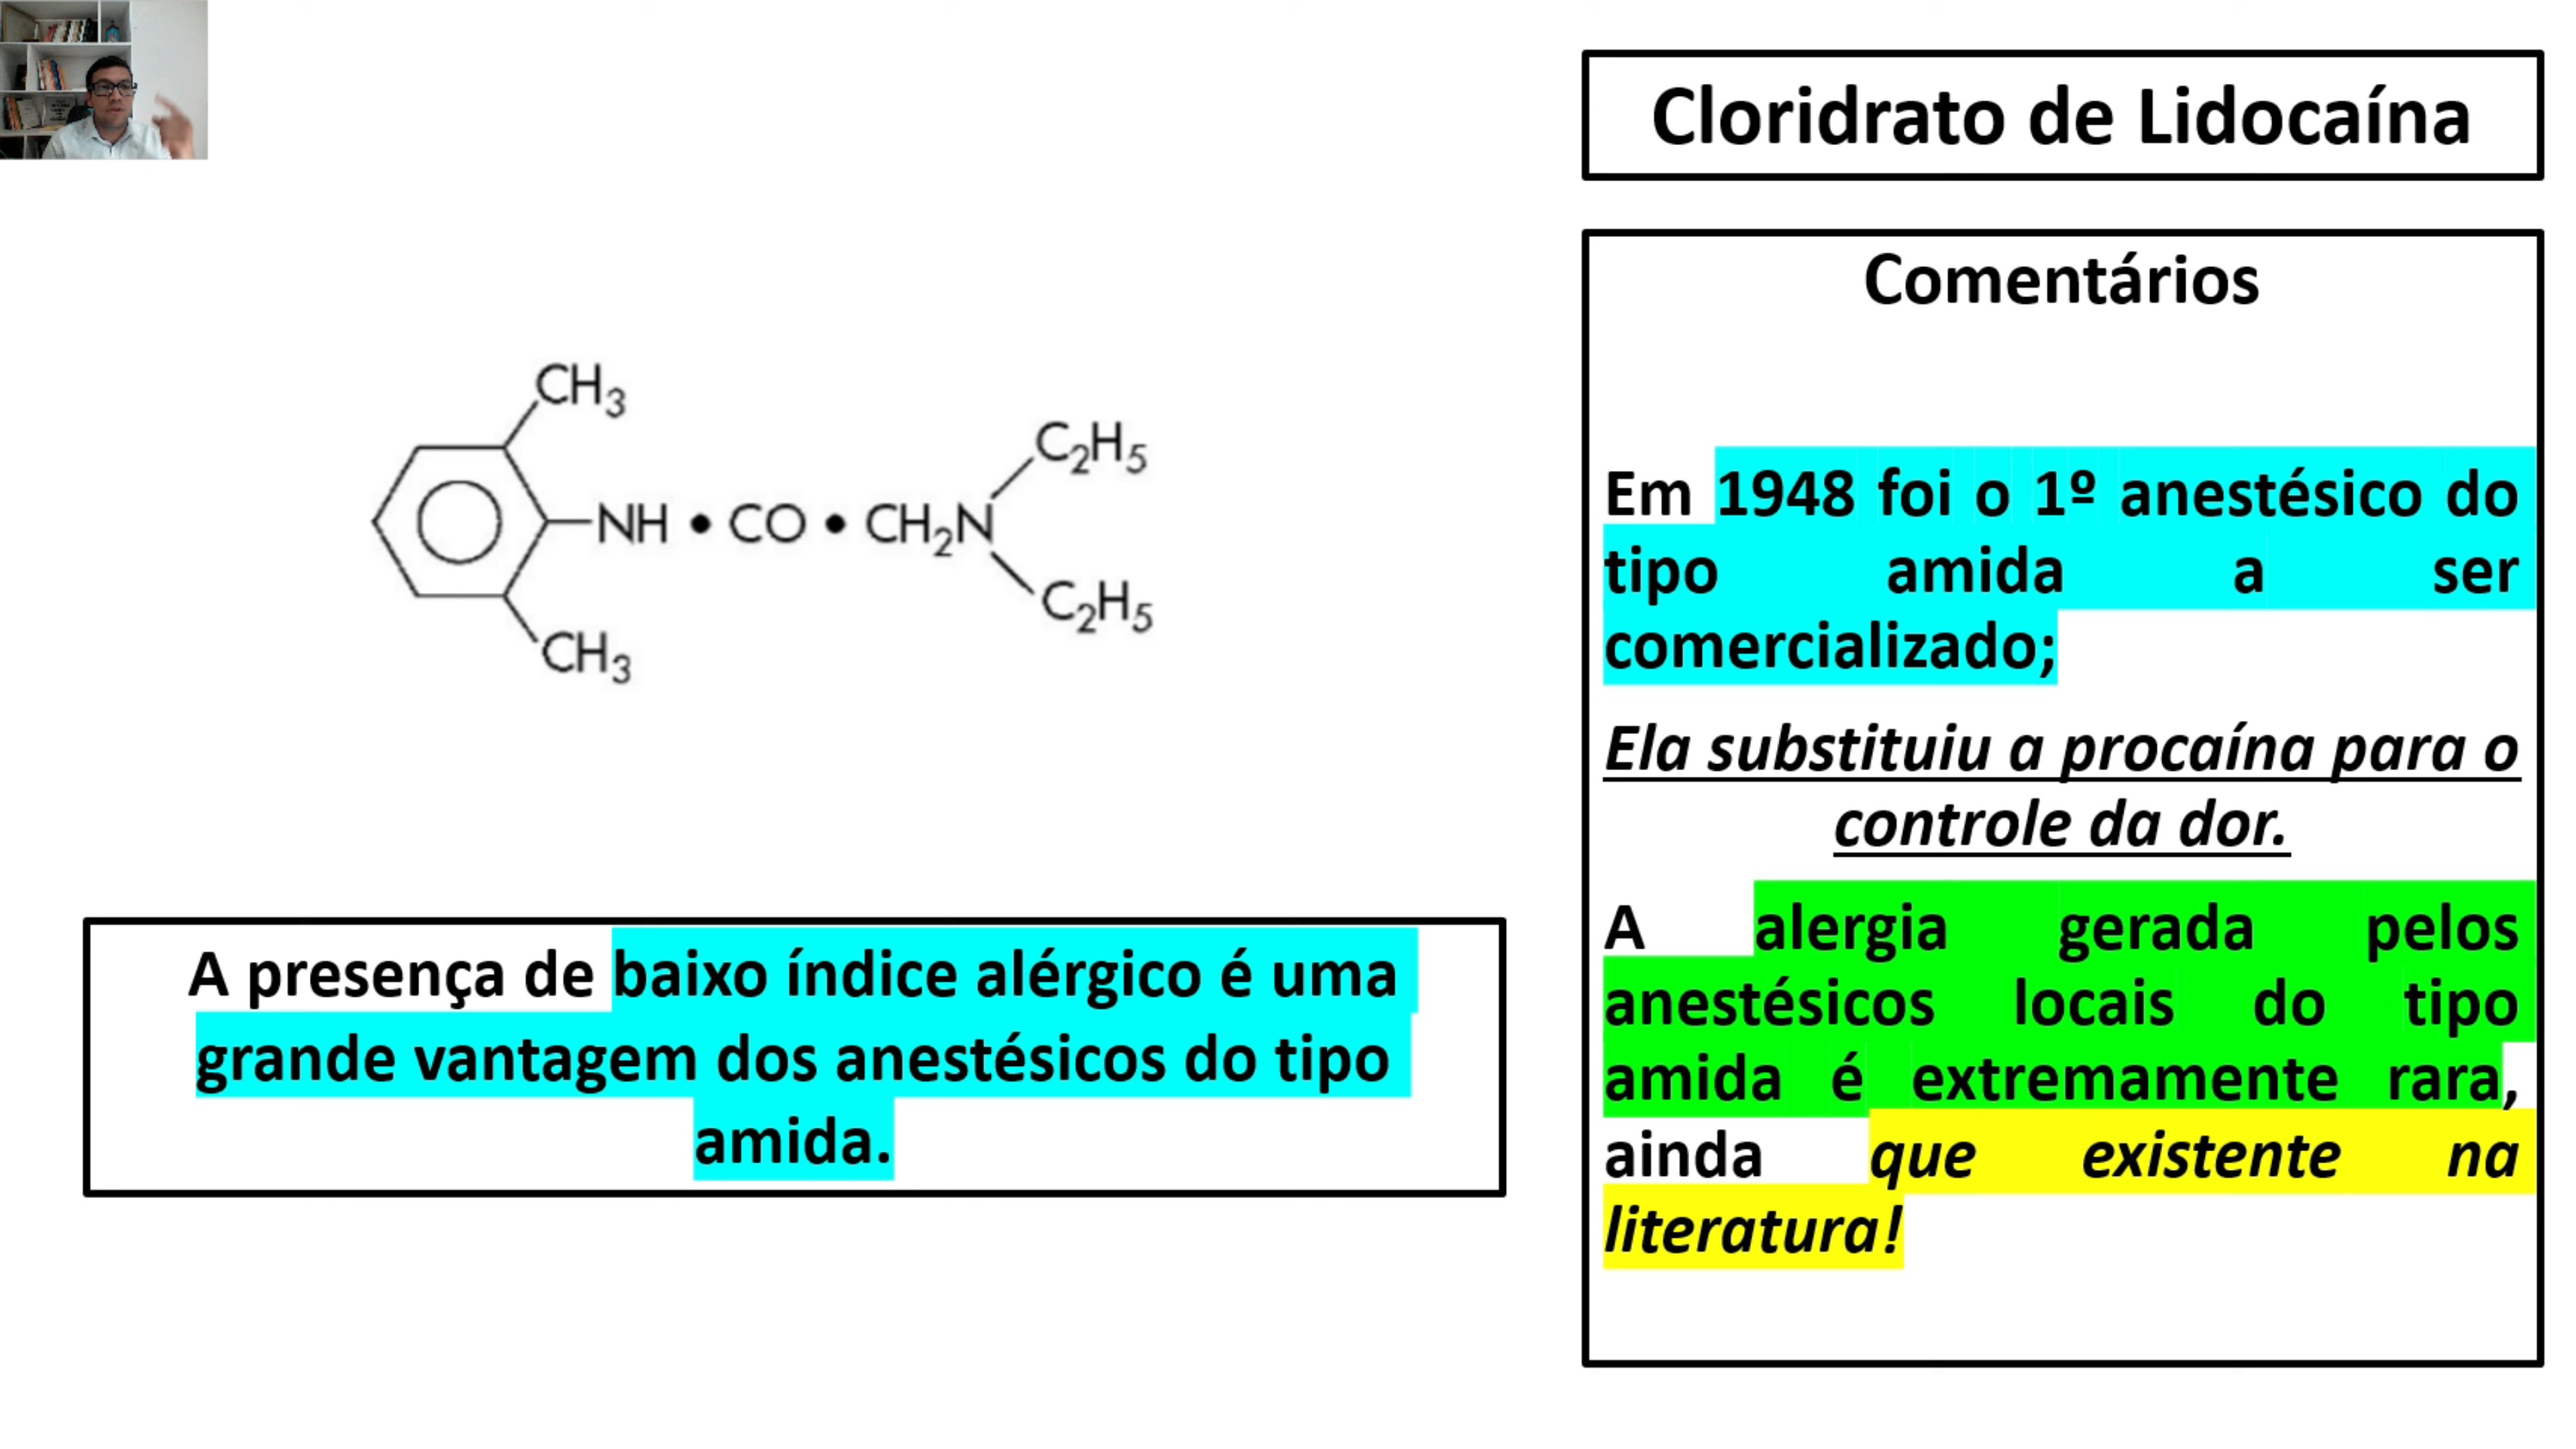 Cloridrato de Lidocaína
Comentários
Em 1948 foi o 1º anestésico do
tipo amida a ser
comercializado;
Ela substituiu a procaína para o
controle da dor.
A alergia gerada pelos
anestésicos locais do tipo
amida é extremamente rara,
ainda que existente na
literatura!
CH3
C2H5
NH • CO • CH2N
C2H5
CH3
A presença de baixo índice alérgico é uma
grande vantagem dos anestésicos do tipo
amida.